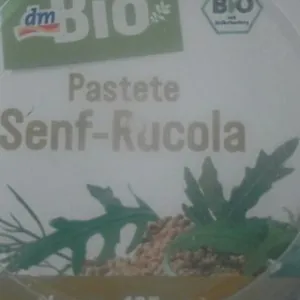 dm
Bio
BIO
Pastete
Senf-Rucola